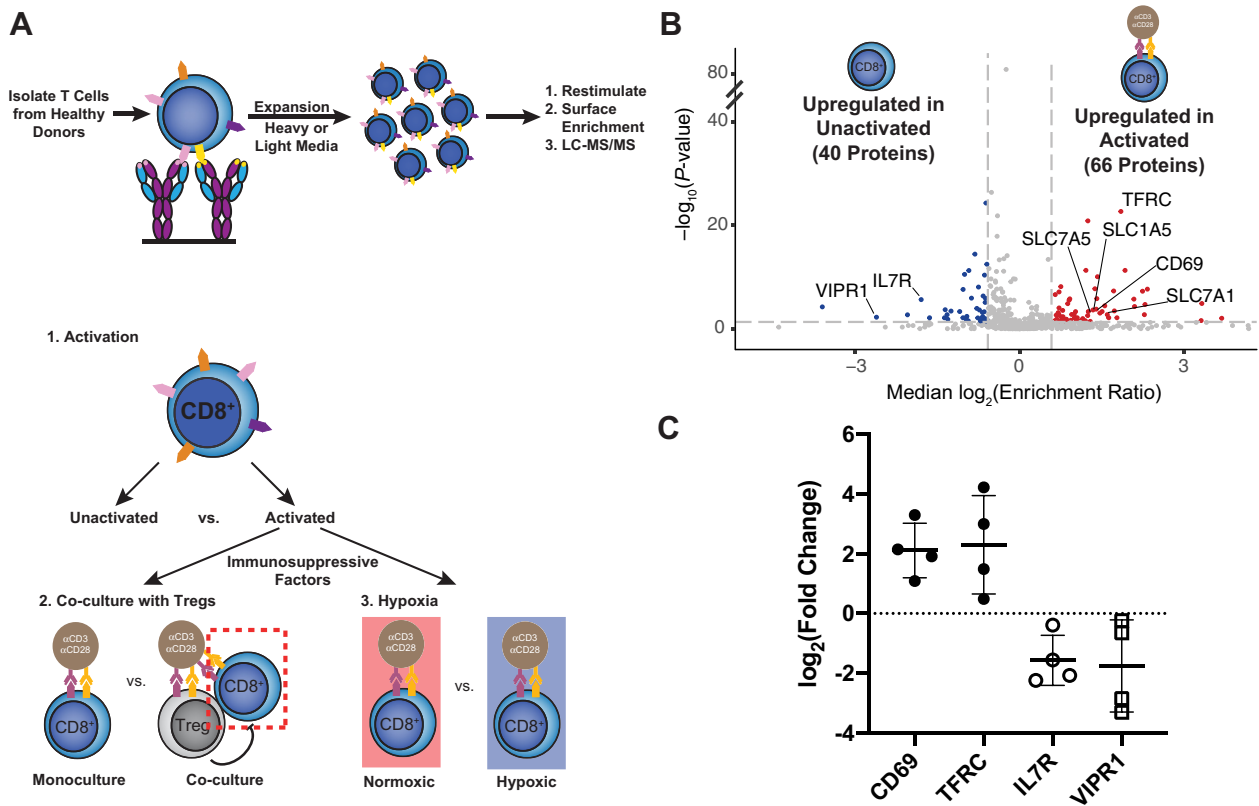 A
Isolate T Cells
from Healthy
Donors
Expansion
Heavy or
Light Media
1. Restimulate
2. Surface
Enrichment
3. LC-MS/MS
1. Activation
CD8⁺
Unactivated
vs.
Activated
Immunosuppressive
Factors
2. Co-culture with Tregs
3. Hypoxia
αCD3
αCD28
CD8⁺
Monoculture
vs.
αCD3
αCD28
Treg
CD8⁺
Co-culture
αCD3
αCD28
CD8⁺
Normoxic
vs.
αCD3
αCD28
CD8⁺
Hypoxic
B
CD8⁺
Upregulated in
Unactivated
(40 Proteins)
αCD3
αCD28
CD8⁺
Upregulated in
Activated
(66 Proteins)
−log₁₀(P-value)
80
40
20
0
VIPR1
IL7R
TFRC
SLC7A5
SLC1A5
CD69
SLC7A1
−3
0
3
Median log₂(Enrichment Ratio)
C
log₂(Fold Change)
6
4
2
0
-2
-4
CD69
TFRC
IL7R
VIPR1